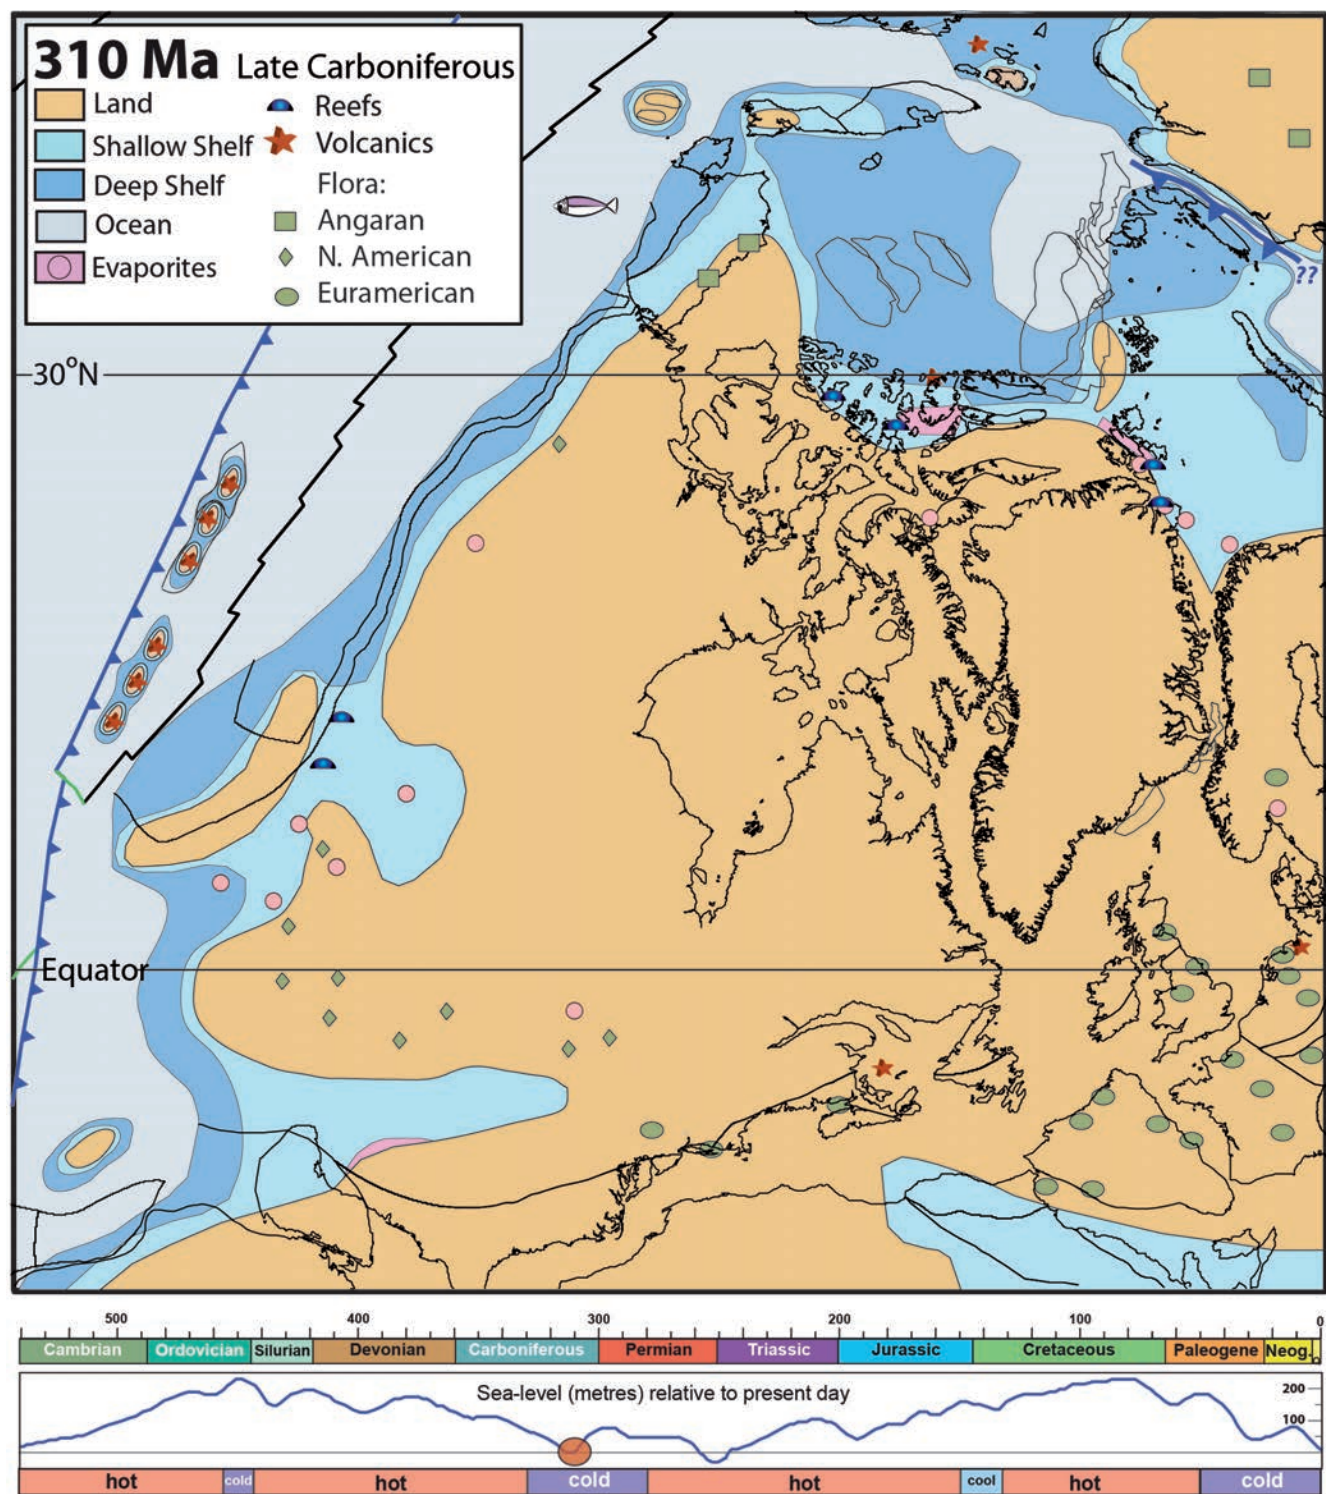 310 Ma Late Carboniferous
Land
Shallow Shelf
Deep Shelf
Ocean
Evaporites
Reefs
Volcanics
Flora:
Angaran
N. American
Euramerican
??
30°N
Equator
500 400 300 200 100 0
Cambrian Ordovician Silurian Devonian Carboniferous Permian Triassic Jurassic Cretaceous Paleogene Neog.
Sea-level (metres) relative to present day
200
100
hot cold hot cold hot cool hot cold